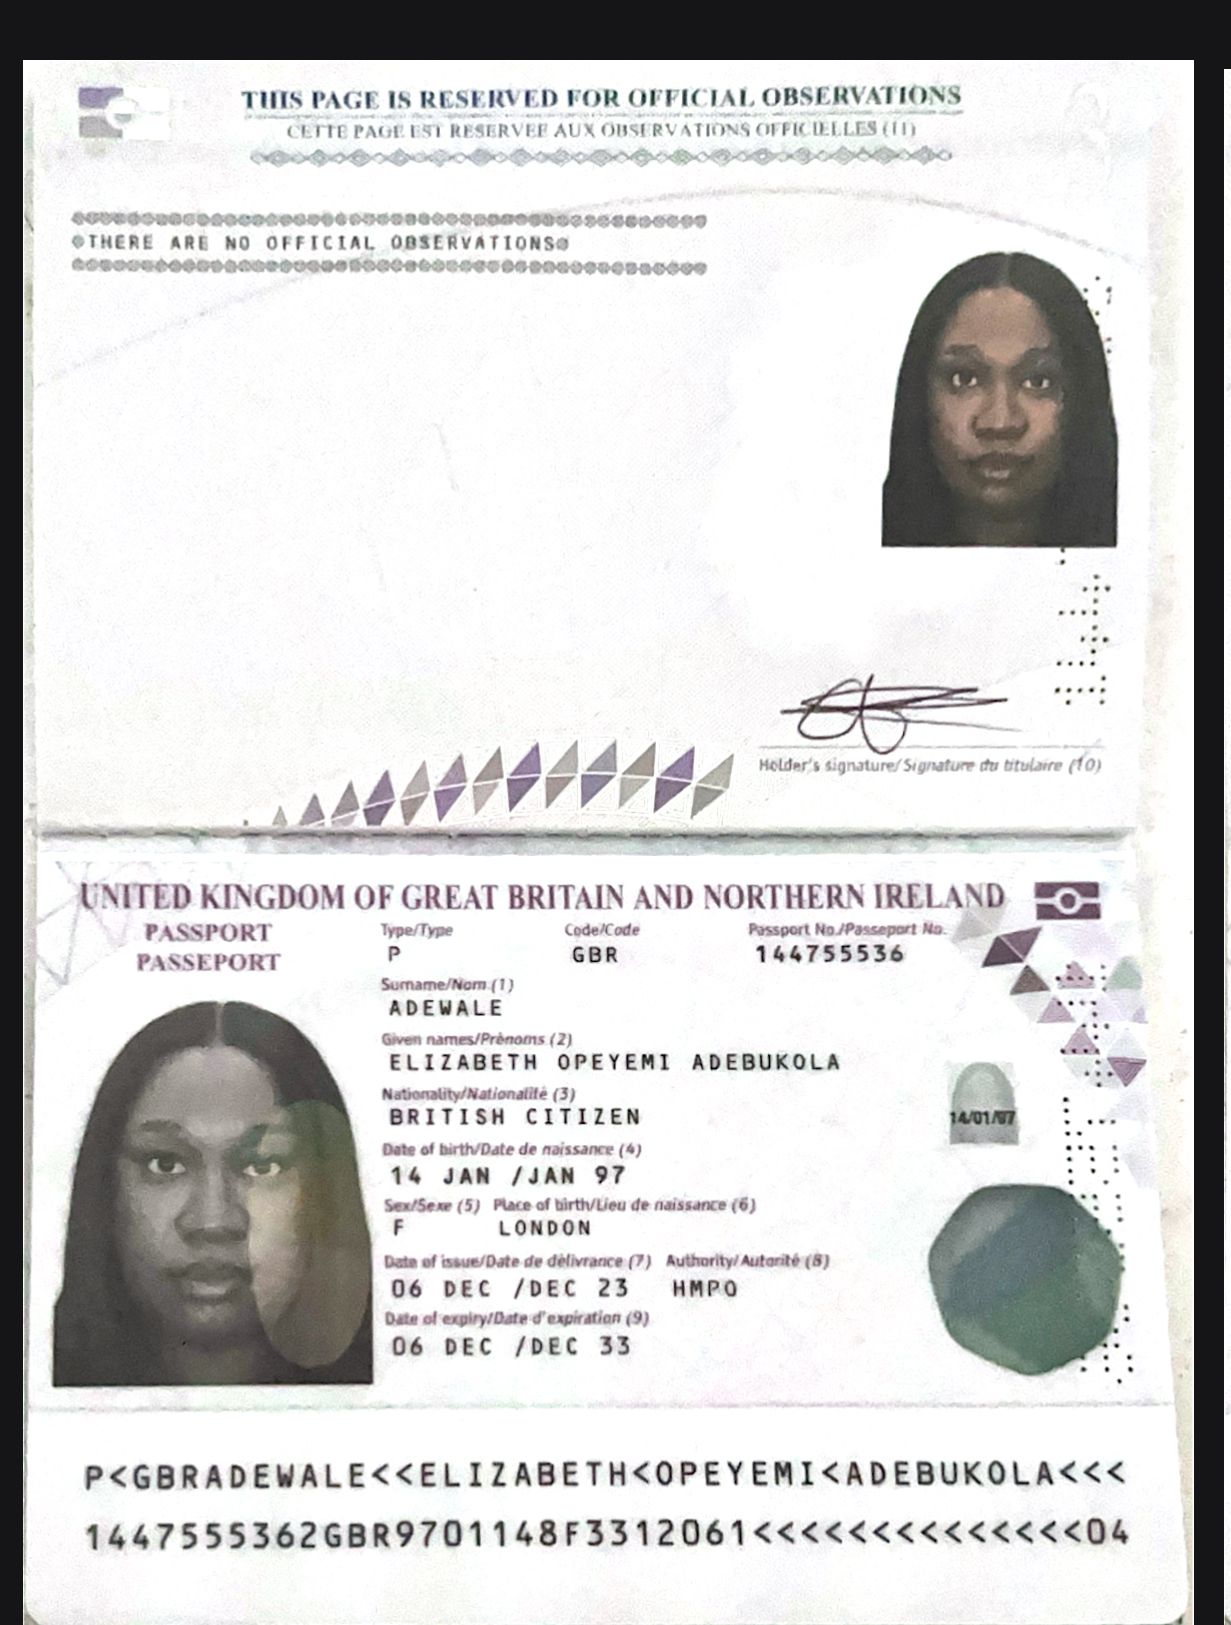 THIS PAGE IS RESERVED FOR OFFICIAL OBSERVATIONS
CETTE PAGE EST RESERVEE AUX OBSERVATIONS OFFICIELLES (11)
THERE ARE NO OFFICIAL OBSERVATIONS
Holder's signature/Signature du titulaire (10)
UNITED KINGDOM OF GREAT BRITAIN AND NORTHERN IRELAND
PASSPORT
PASSEPORT
Type/Type Code/Code Passport No./Passeport No.
P GBR 144755536
Surname/Nom (1)
ADEWALE
Given names/Prénoms (2)
ELIZABETH OPEYEMI ADEBUKOLA
Nationality/Nationalité (3)
BRITISH CITIZEN
Date of birth/Date de naissance (4)
14 JAN /JAN 97
14/01/97
Sex/Sexe (5) Place of birth/Lieu de naissance (6)
F LONDON
Date of issue/Date de délivrance (7) Authority/Autorité (8)
06 DEC /DEC 23 HMPO
Date of expiry/Date d'expiration (9)
06 DEC /DEC 33
P<GBRADEWALE<<ELIZABETH<OPEYEMI<ADEBUKOLA<<<
1447555362GBR9701148F3312061<<<<<<<<<<<<<<04